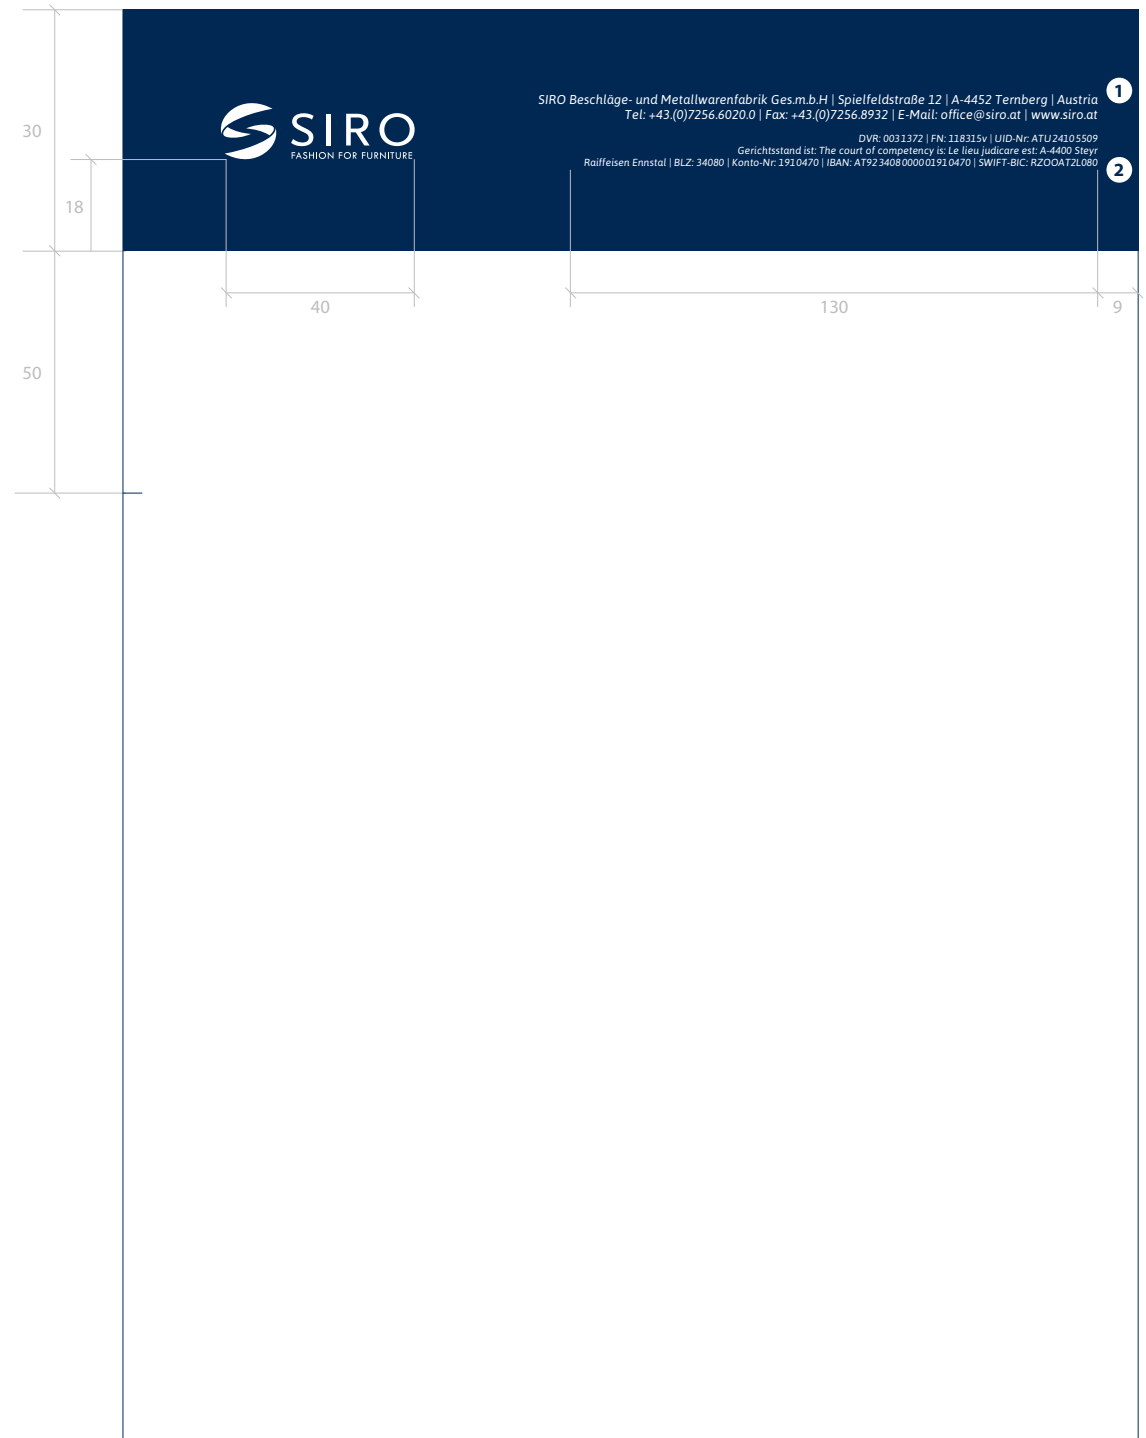 SIRO Beschläge- und Metallwarenfabrik Ges.m.b.H | Spielfeldstraße 12 | A-4452 Ternberg | Austria
1
Tel: +43.(0)7256.6020.0 | Fax: +43.(0)7256.8932 | E-Mail: office@siro.at | www.siro.at
30
SIRO
FASHION FOR FURNITURE
DVR: 0031372 | FN: 118315v | UID-Nr: ATU24105509
Gerichtsstand ist: The court of competency is: Le lieu judicare est: A-4400 Steyr
Raiffeisen Ennstal | BLZ: 34080 | Konto-Nr: 1910470 | IBAN: AT923408000001910470 | SWIFT-BIC: RZOOAT2L080
2
18
40
130
9
50